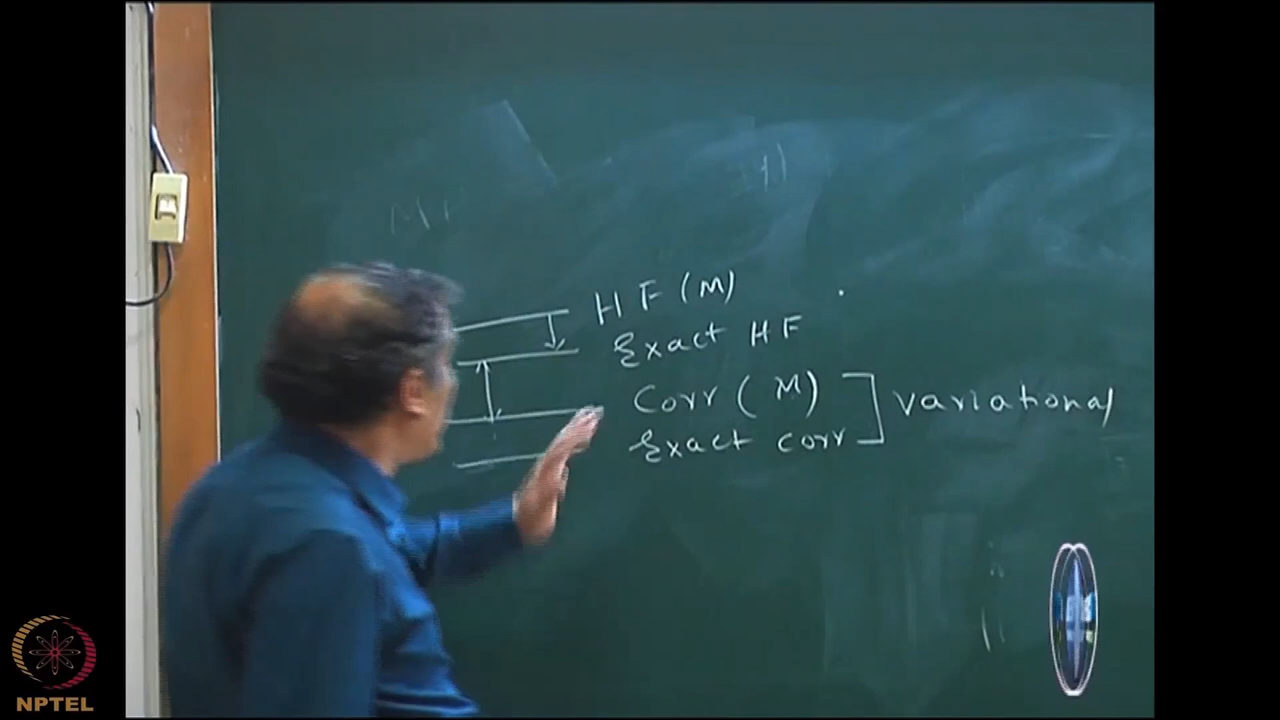 HF (M)
Exact HF
Corr (M)
Exact corr
variational
NPTEL